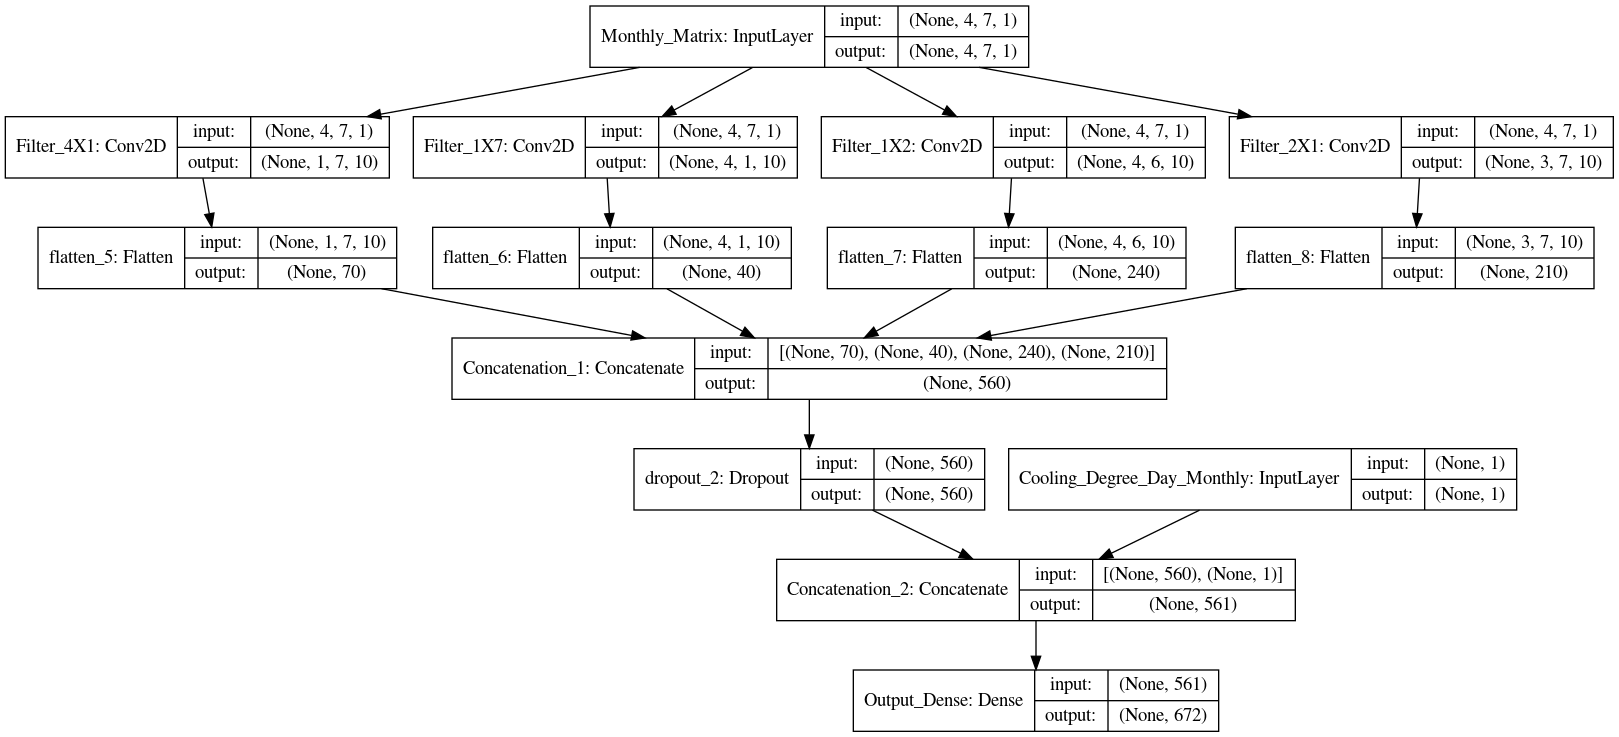 Monthly_Matrix: InputLayer
input: (None, 4, 7, 1)
output: (None, 4, 7, 1)
Filter_4X1: Conv2D
input: (None, 4, 7, 1)
output: (None, 1, 7, 10)
Filter_1X7: Conv2D
input: (None, 4, 7, 1)
output: (None, 4, 1, 10)
Filter_1X2: Conv2D
input: (None, 4, 7, 1)
output: (None, 4, 6, 10)
Filter_2X1: Conv2D
input: (None, 4, 7, 1)
output: (None, 3, 7, 10)
flatten_5: Flatten
input: (None, 1, 7, 10)
output: (None, 70)
flatten_6: Flatten
input: (None, 4, 1, 10)
output: (None, 40)
flatten_7: Flatten
input: (None, 4, 6, 10)
output: (None, 240)
flatten_8: Flatten
input: (None, 3, 7, 10)
output: (None, 210)
Concatenation_1: Concatenate
input: [(None, 70), (None, 40), (None, 240), (None, 210)]
output: (None, 560)
dropout_2: Dropout
input: (None, 560)
output: (None, 560)
Cooling_Degree_Day_Monthly: InputLayer
input: (None, 1)
output: (None, 1)
Concatenation_2: Concatenate
input: [(None, 560), (None, 1)]
output: (None, 561)
Output_Dense: Dense
input: (None, 561)
output: (None, 672)